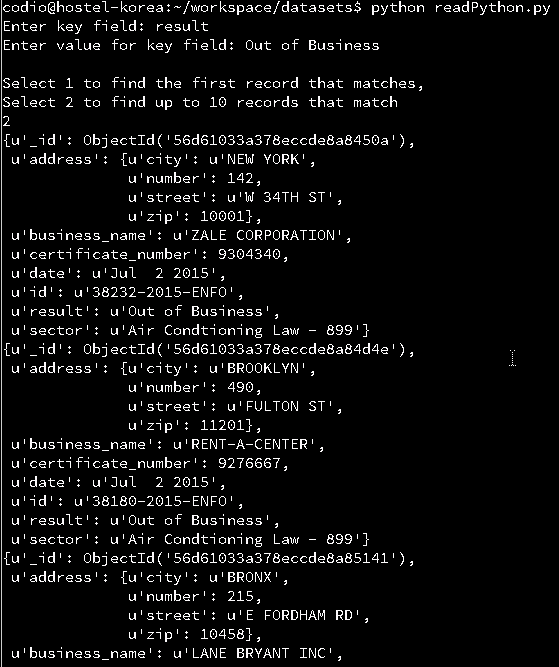 codio@hostel-korea:~/workspace/datasets$ python readPython.py
Enter key field: result
Enter value for key field: Out of Business

Select 1 to find the first record that matches,
Select 2 to find up to 10 records that match
2
{u'_id': ObjectId('56d61033a378eccde8a8450a'),
 u'address': {u'city': u'NEW YORK',
              u'number': 142,
              u'street': u'W 34TH ST',
              u'zip': 10001},
 u'business_name': u'ZALE CORPORATION',
 u'certificate_number': 9304340,
 u'date': u'Jul  2 2015',
 u'id': u'38232-2015-ENFO',
 u'result': u'Out of Business',
 u'sector': u'Air Condtioning Law - 899'}
{u'_id': ObjectId('56d61033a378eccde8a84d4e'),
 u'address': {u'city': u'BROOKLYN',
              u'number': 490,
              u'street': u'FULTON ST',
              u'zip': 11201},
 u'business_name': u'RENT-A-CENTER',
 u'certificate_number': 9276667,
 u'date': u'Jul  2 2015',
 u'id': u'38180-2015-ENFO',
 u'result': u'Out of Business',
 u'sector': u'Air Condtioning Law - 899'}
{u'_id': ObjectId('56d61033a378eccde8a85141'),
 u'address': {u'city': u'BRONX',
              u'number': 215,
              u'street': u'E FORDHAM RD',
              u'zip': 10458},
 u'business_name': u'LANE BRYANT INC',